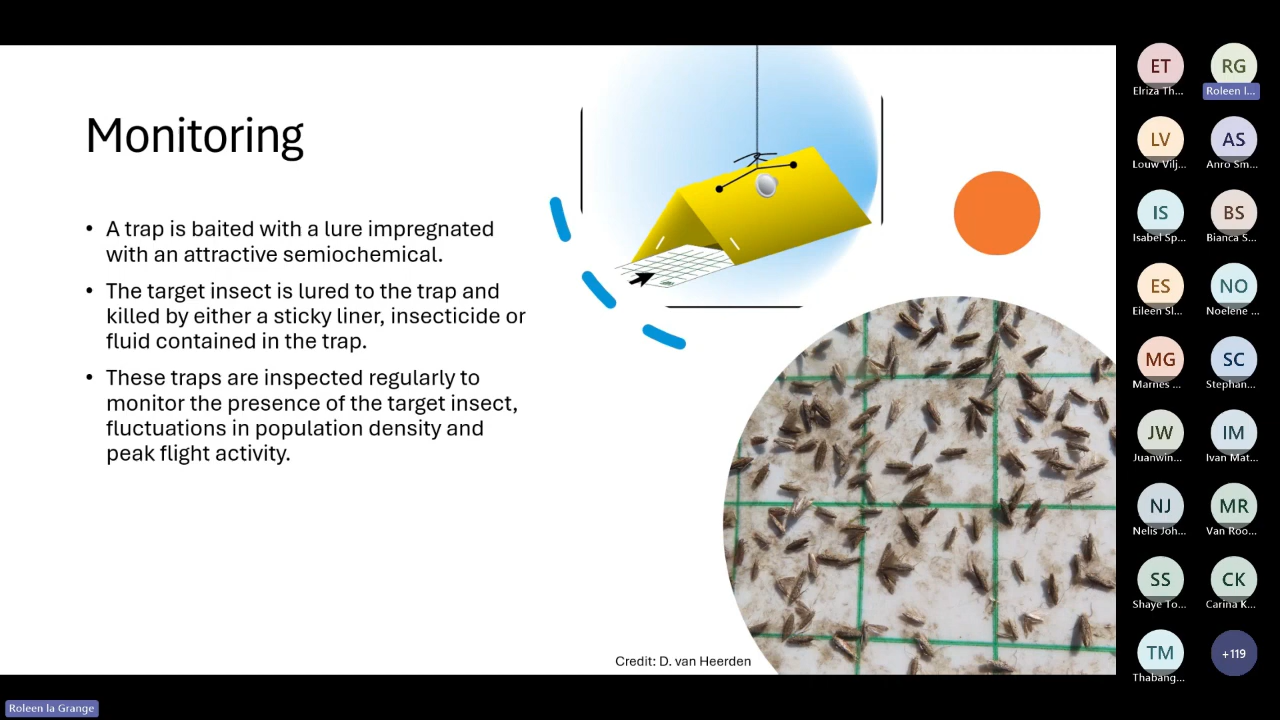 Monitoring
• A trap is baited with a lure impregnated
with an attractive semiochemical.
• The target insect is lured to the trap and
killed by either a sticky liner, insecticide or
fluid contained in the trap.
• These traps are inspected regularly to
monitor the presence of the target insect,
fluctuations in population density and
peak flight activity.
Credit: D. van Heerden
ET
Elriza Th...
RG
Roleen l...
LV
Louw Vilj...
AS
Anro Sm...
IS
Isabel Sp...
BS
Bianca S...
ES
Eileen Sl...
NO
Noelene ...
MG
Marnes ...
SC
Stephan...
JW
Juanwin...
IM
Ivan Mat...
NJ
Nelis Joh...
MR
Van Roo...
SS
Shaye To...
CK
Carina K...
TM
Thabang...
+119
Roleen la Grange